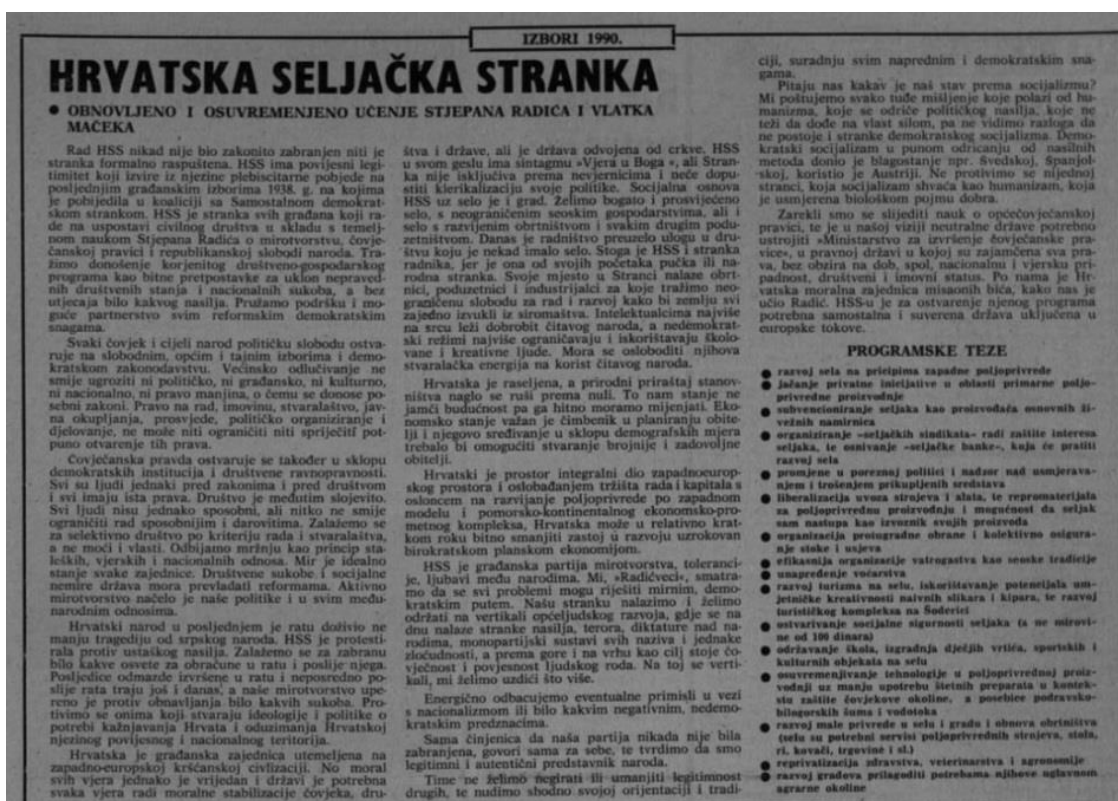 IZBORI 1990.
HRVATSKA SELJAČKA STRANKA
● OBNOVLJENO I OSUVREMENJENO UČENJE STJEPANA RADIĆA I VLATKA
MAČEKA
Rad HSS nikad nije bio zakonito zabranjen niti je
stranka formalno raspuštena. HSS ima povijesni legi-
timitet koji izvire iz njezine plebiscitarne pobjede na
posljednjim građanskim izborima 1938. g. na kojima
je pobijedila u koaliciji sa Samostalnom demokrat-
skom strankom. HSS je stranka svih građana koji ra-
de na uspostavi civilnog društva u skladu s temelj-
nom naukom Stjepana Radića o mirotvorstvu, čovje-
čanskoj pravici i republikanskoj slobodi naroda. Tra-
žimo donošenje korjenitog društveno-gospodarskog
programa kao bitne pretpostavke za uklon nepraved-
nih društvenih stanja i nacionalnih sukoba, a bez
utjecaja bilo kakvog nasilja. Pružamo podršku i mo-
guće partnerstvo svim reformskim demokratskim
snagama.
Svaki čovjek i cijeli narod političku slobodu ostva-
ruje na slobodnim, općim i tajnim izborima i demo-
kratskom zakonodavstvu. Većinsko odlučivanje ne
smije ugroziti ni političko, ni građansko, ni kulturno,
ni nacionalno, ni pravo manjina, o čemu se donose po-
sebni zakoni. Pravo na rad, imovinu, stvaralaštvo, jav-
na okupljanja, prosvjede, političko organiziranje i
djelovanje, ne može niti ograničiti niti spriječiti pot-
puno otvarenje tih prava.
Čovječanska pravda ostvaruje se također u sklopu
demokratskih institucija i društvene ravnopravnosti.
Svi su ljudi jednaki pred zakonima i pred društvom
i svi imaju ista prava. Društvo je međutim slojevito.
Svi ljudi nisu jednako sposobni, ali nitko ne smije
ograničiti rad sposobnijim i darovitima. Zalažemo se
za selektivno društvo po kriteriju rada i stvaralaštva,
a ne moći i vlasti. Odbijamo mržnju kao princip sta-
leških, vjerskih i nacionalnih odnosa. Mir je idealno
stanje svake zajednice. Društvene sukobe i socijalne
nemire država mora prevladati reformama. Aktivno
mirotvorstvo načelo je naše politike i u svim među-
narodnim odnosima.
Hrvatski narod u posljednjem je ratu doživio ne
manju tragediju od srpskog naroda. HSS je protesti-
rala protiv ustaškog nasilja. Zalažemo se za zabranu
bilo kakve osvete za obračune u ratu i poslije njega.
Posljedice odmazde izvršene u ratu i neposredno po-
slije rata traju još i danas, a naše mirotvorstvo upe-
reno je protiv obnavljanja bilo kakvih sukoba. Pro-
tivimo se onima koji stvaraju ideologije i politike o
potrebi kažnjavanja Hrvata i oduzimanja Hrvatskoj
njezinog povijesnog i nacionalnog teritorija.
Hrvatska je građanska zajednica utemeljena na
zapadno-europskoj kršćanskoj civlizaciji. No moral
svih vjera jednako je vrijedan i državi je potrebna
svaka vjera radi moralne stabilizacije čovjeka, dru-
štva i države, ali je država odvojena od crkve. HSS
u svom geslu ima sintagmu »Vjera u Boga «, ali Stran-
ka nije isključiva prema nevjernicima i neće dopu-
stiti klerikalizaciju svoje politike. Socijalna osnova
HSS uz selo je i grad. Želimo bogato i prosvijećeno
selo, s neograničenim seoskim gospodarstvima, ali i
selo s razvijenim obrtništvom i svakim drugim podu-
zetništvom. Danas je radništvo preuzelo ulogu u dru-
štvu koju je nekad imalo selo. Stoga je HSS i stranka
radnika, jer je ona od svojih početaka pučka ili na-
rodna stranka. Svoje mjesto u Stranci nalaze obrt-
nici, poduzetnici i industrijalci za koje tražimo neo-
graničenu slobodu za rad i razvoj kako bi zemlju svi
zajedno izvukli iz siromaštva. Intelektualcima najviše
na srcu leži dobrobit čitavog naroda, a nedemokrat-
ski režimi najviše ograničavaju i iskorištavaju školo-
vane i kreativne ljude. Mora se osloboditi njihova
stvaralačka energija na korist čitavog naroda.
Hrvatska je raseljena, a prirodni priraštaj stanov-
ništva naglo se ruši prema nuli. To nam stanje ne
jamči budućnost pa ga hitno moramo mijenjati. Eko-
nomsko stanje važan je čimbenik u planiranju obite-
lji i njegovo sređivanje u sklopu demografskih mjera
trebalo bi omogućiti stvaranje brojnije i zadovoljne
obitelji.
Hrvatski je prostor integralni dio zapadnoeurop-
skog prostora i oslobađanjem tržišta rada i kapitala s
osloncem na razvijanje poljoprivrede po zapadnom
modelu i pomorsko-kontinentalnog ekonomsko-pro-
metnog kompleksa, Hrvatska može u relativno krat-
kom roku bitno smanjiti zastoj u razvoju uzrokovan
birukratskom planskom ekonomijom.
HSS je građanska partija mirotvorstva, toleranci-
je, ljubavi među narodima. Mi, »Radićveci«, smatra-
mo da se svi problemi mogu riješiti mirnim, demo-
kratskim putem. Našu stranku nalazimo i želimo
održati na vertikali općeljudskog razvoja, gdje se na
dnu nalaze stranke nasilja, terora, diktature nad na-
rodima, monopartijski sustavi svih naziva i jednake
zloćudnosti, a prema gore i na vrhu kao cilj stoje čo-
vječnost i povjesnost ljudskog roda. Na toj se verti-
kali, mi želimo uzdići što više.
Energično odbacujemo eventualne primisli u vezi
s nacionalizmom ili bilo kakvim negativnim, nedemo-
kratskim predznacima.
Sama činjenica da naša partija nikada nije bila
zabranjena, govori sama za sebe, te tvrdimo da smo
legitimni i autentični predstavnik naroda.
Time ne želimo negirati ili umanjiti legitimnost
drugih, te nudimo shodno svojoj orijentaciji i tradi-
ciji, suradnju svim naprednim i demokratskim sna-
gama.
Pitaju nas kakav je naš stav prema socijalizmu?
Mi poštujemo svako tuđe mišljenje koje polazi od hu-
manizma, koje se odriče političkog nasilja, koje ne
teži da dođe na vlast silom, pa ne vidimo razloga da
ne postoje i stranke demokratskog socijalizma. Demo-
kratski socijalizam u punom odricanju od nasilnih
metoda donio je blagostanje npr. Švedskoj, Španjol-
skoj, koristio je Austriji. Ne protivimo se nijednoj
stranci, koja socijalizam shvaća kao humanizam, koja
je usmjerena biološkom pojmu dobra.
Zarekli smo se slijediti nauk o općečovječanskoj
pravici, te je u našoj viziji neutralne države potrebno
ustrojiti »Ministarstvo za izvršenje čovječanske pra-
vice«, u pravnoj državi u kojoj su zajamčena sva pra-
va, bez obzira na dob, spol, nacionalnu i vjersku pri-
padnost, društveni i imovni status. Po nama je Hr-
vatska moralna zajednica misaonih bića, kako nas je
učio Radić. HSS-u je za ostvarenje njenog programa
potrebna samostalna i suverena država uključena u
europske tokove.
PROGRAMSKE TEZE
● razvoj sela na pricipima zapadne poljoprivrede
● jačanje privatne inicijative u oblasti primarne poljo-
privredne proizvodnje
● subvencioniranje seljaka kao proizvođača osnovnih ži-
vežnih namirnica
● organiziranje »seljačkih sindikata« radi zaštite interesa
seljaka, te osnivanje »seljačke banke«, koja će pratiti
razvoj sela
● promjene u poreznoj politici i nadzor nad usmjerava-
njem i trošenjem prikupljenih sredstava
● liberalizacija uvoza strojeva i alata, te repromaterijala
za poljoprivrednu proizvodnju i mogućnost da seljak
sam nastupa kao izvoznik svojih proizvoda
● organizacija protugradne obrane i kolektivno osigura-
nje stoke i usjeva
● efikasnija organizacije vatrogastva kao seoske tradicije
● unapređenje voćarstva
● razvoj turizma na selu, iskorištavanje potencijala um-
jetničke kreativnosti naivnih slikara i kipara, te razvoj
turističkog kompleksa na Šoderici
● ostvarivanje socijalne sigurnosti seljaka (a ne mirovi-
ne od 100 dinara)
● održavanje škola, izgradnja dječjih vrtića, sporiskih i
kulturnih objekata na selu
● osuvremenjivanje tehnologije u poljoprivrednoj proiz-
vodnji uz manju upotrebu štetnih preparata u kontek-
stu zaštite čovjekove okoline, a posebice podravsko-
bilogorskih šuma i vodotoka
● razvoj male privrede u selu i gradu i obnova obrtništva
(selu su potrebni servisi poljoprivrednih strojeva, stola,
ri, kovači, trgovine i sl.)
● reprivatizacija zdravstva, veterinarstva i agronomije
● razvoj gradova prilagoditi potrebama njihove uglavnom
agrarne okoline